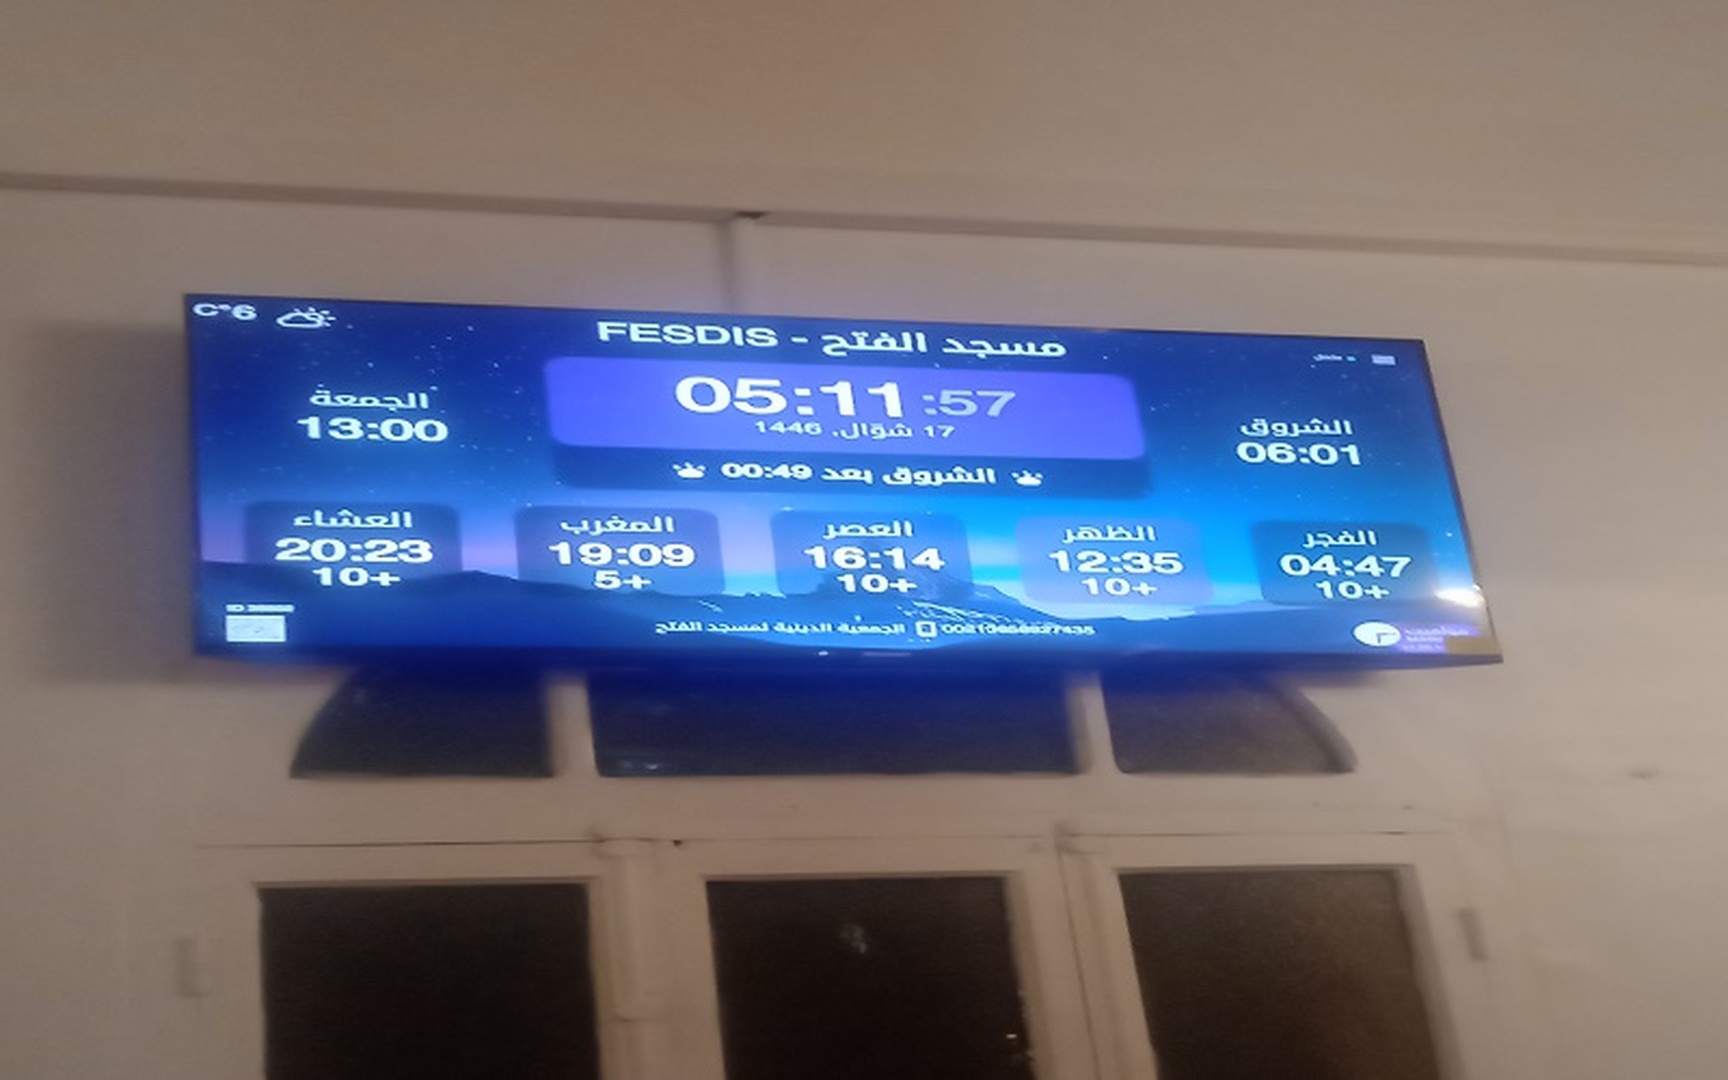 C°6
مسجد الفتح - FESDIS
05:11:57
17 شوّال، 1446
الشروق بعد 00:49
الشروق
06:01
الجمعة
13:00
الفجر
04:47
10+
الظهر
12:35
10+
العصر
16:14
10+
المغرب
19:09
5+
العشاء
20:23
10+
الجمعية الدينية لمسجد الفتح